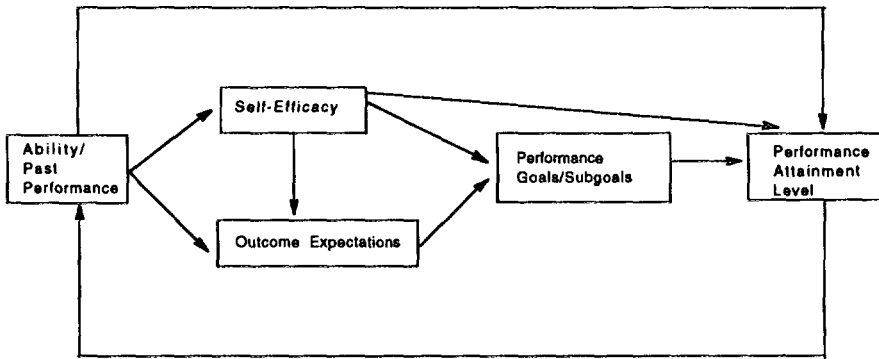 Self-Efficacy
Ability/
Past
Performance
Performance
Goals/Subgoals
Performance
Attainment
Level
Outcome Expectations